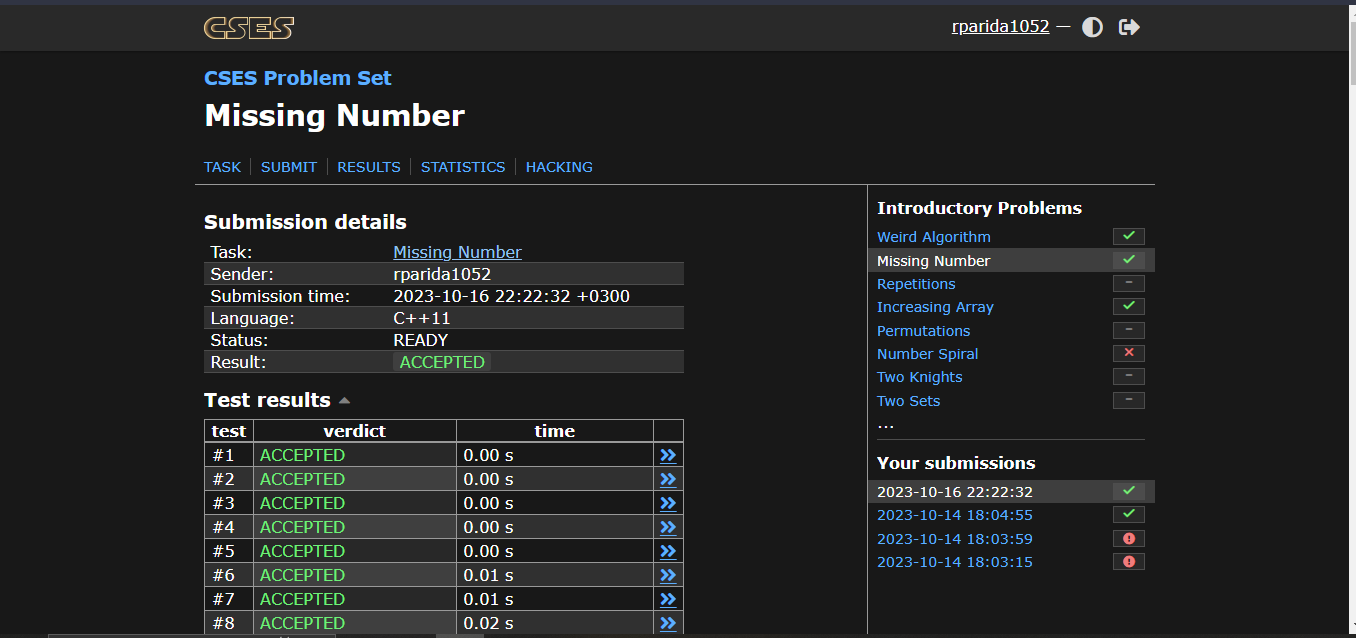 CSES
rparida1052 —
CSES Problem Set
Missing Number
TASK | SUBMIT | RESULTS | STATISTICS | HACKING
Submission details
Task: Missing Number
Sender: rparida1052
Submission time: 2023-10-16 22:22:32 +0300
Language: C++11
Status: READY
Result: ACCEPTED
Test results
test verdict time
#1 ACCEPTED 0.00 s »
#2 ACCEPTED 0.00 s »
#3 ACCEPTED 0.00 s »
#4 ACCEPTED 0.00 s »
#5 ACCEPTED 0.00 s »
#6 ACCEPTED 0.01 s »
#7 ACCEPTED 0.01 s »
#8 ACCEPTED 0.02 s »
Introductory Problems
Weird Algorithm
Missing Number
Repetitions –
Increasing Array
Permutations –
Number Spiral
Two Knights –
Two Sets –
...
Your submissions
2023-10-16 22:22:32
2023-10-14 18:04:55
2023-10-14 18:03:59
2023-10-14 18:03:15